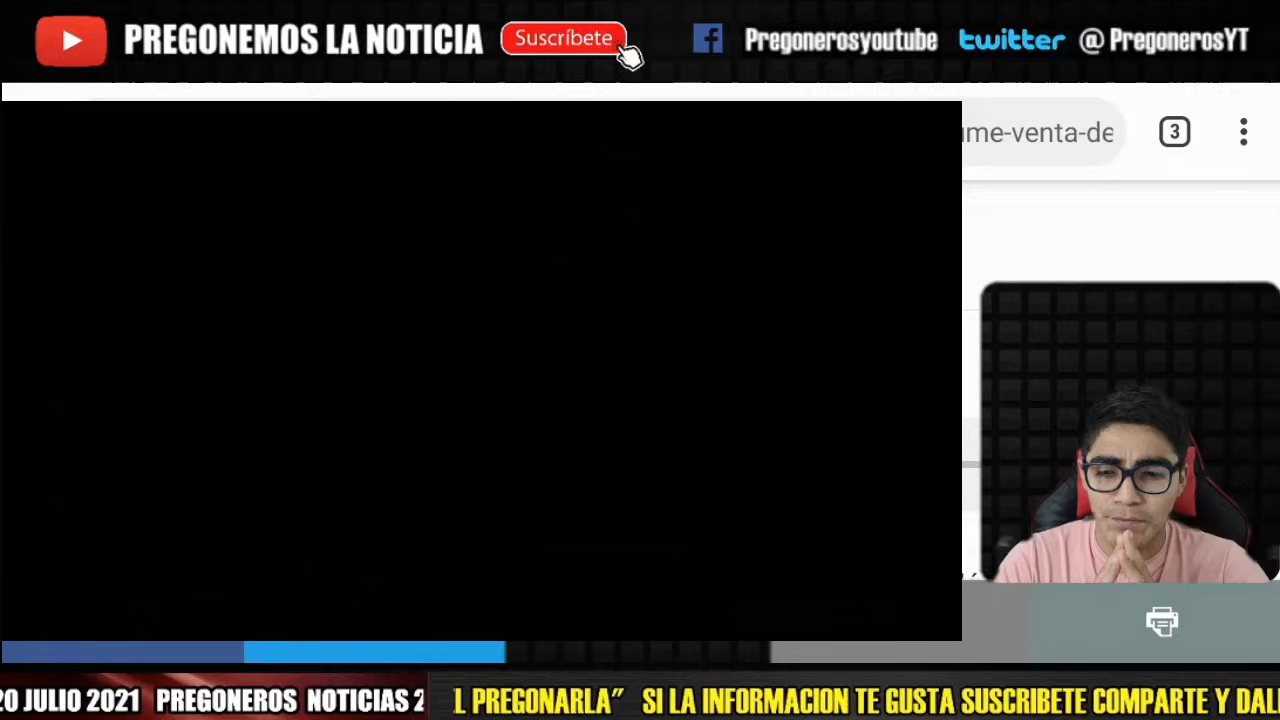 PREGONEMOS LA NOTICIA Suscríbete Pregonerosyoutube twitter @ PregonerosYT
ume-venta-de 3
20 JULIO 2021 PREGONEROS NOTICIAS 2 L PREGONARLA" SI LA INFORMACION TE GUSTA SUSCRIBETE COMPARTE Y DAL